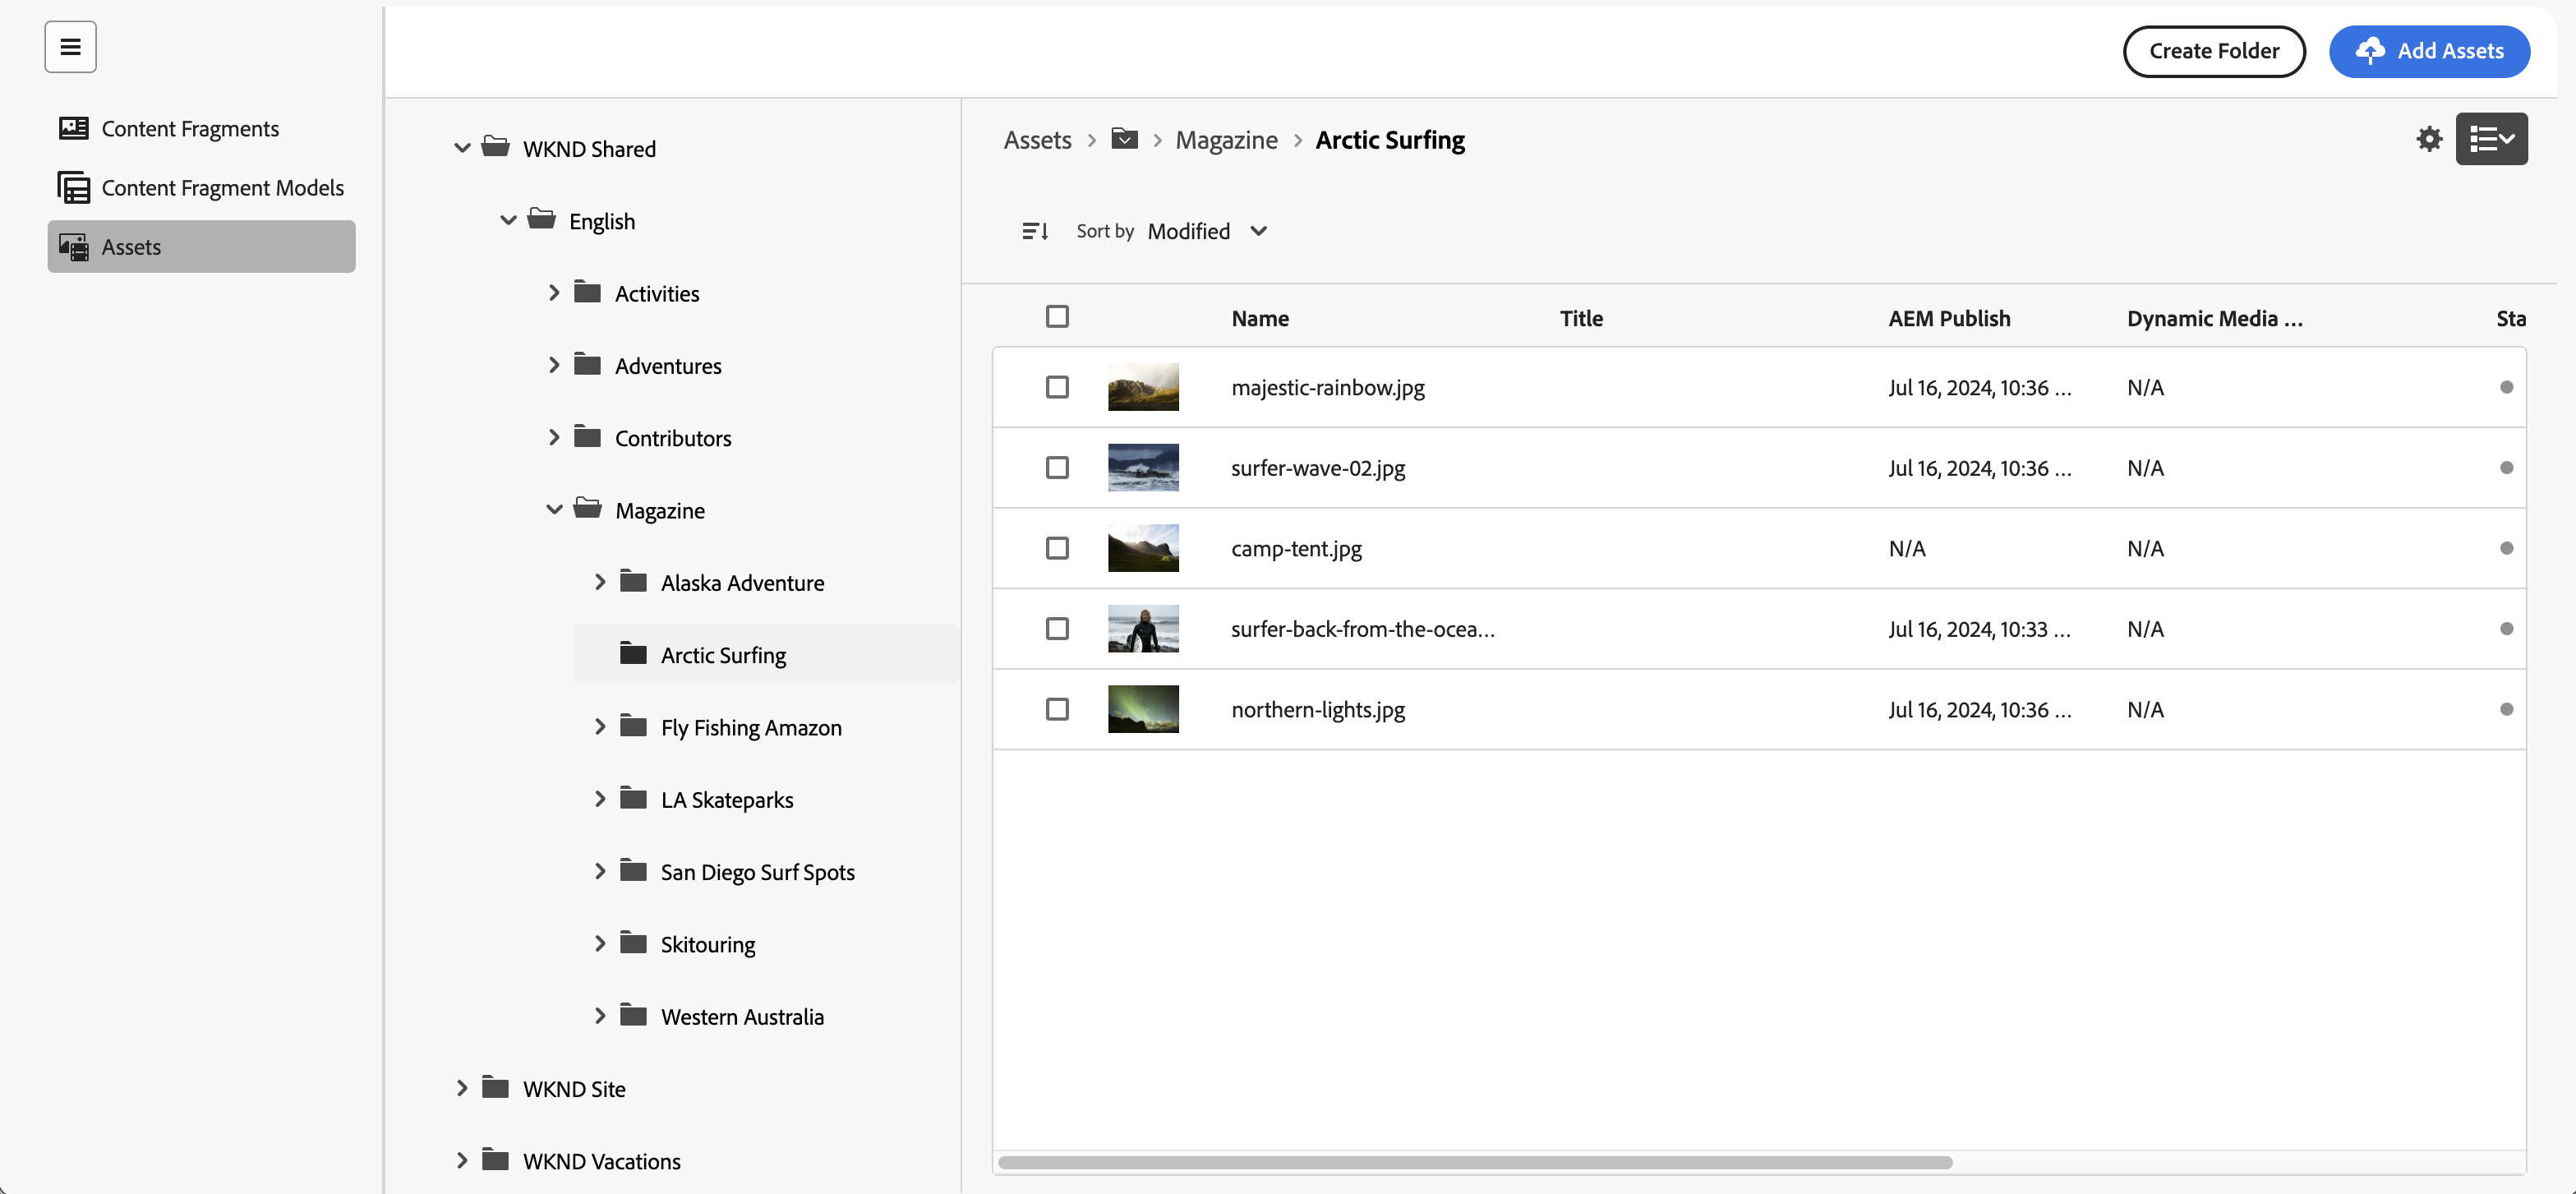 Create Folder
Add Assets
Content Fragments
Content Fragment Models
Assets
WKND Shared
English
Activities
Adventures
Contributors
Magazine
Alaska Adventure
Arctic Surfing
Fly Fishing Amazon
LA Skateparks
San Diego Surf Spots
Skitouring
Western Australia
WKND Site
WKND Vacations
Assets > > Magazine > Arctic Surfing
Sort by Modified
Name Title AEM Publish Dynamic Media ... Sta
majestic-rainbow.jpg Jul 16, 2024, 10:36 ... N/A
surfer-wave-02.jpg Jul 16, 2024, 10:36 ... N/A
camp-tent.jpg N/A N/A
surfer-back-from-the-ocea... Jul 16, 2024, 10:33 ... N/A
northern-lights.jpg Jul 16, 2024, 10:36 ... N/A